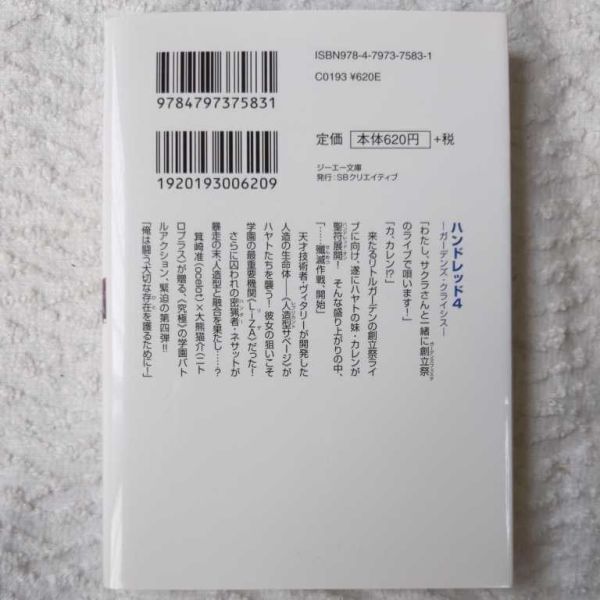 ISBN978-4-7973-7583-1
C0193 ¥620E
9784797375831
定価 本体620円 +税
ジーエー文庫
発行:SBクリエイティブ
1920193006209
ハンドレッド4
―ガーデンズ・クライシス―
「わたし、サクラさんと一緒に創立祭
のライブで唄います!」
「カ、カレン!?」
来たるリトルガーデンの創立祭ライ
ブに向け、遂にハヤトの妹・カレンが
聖符展開! そんな盛り上がりの中、
「……殲滅作戦、開始」
天才技術者・ヴィタリーが開発した
人造の生命体――〈人造型サベージ〉が
ハヤトたちを襲う! 彼女の狙いこそ
学園の最重要機関〈LiZA〉だった!
さらに囚われの密猟者・ネサットが
暴走の末、人造型と融合を果たし……?
箕崎准(ocelot)×大熊猫介(ニト
ロプラス)が贈る、《究極》の学園バト
ルアクション、緊迫の第四弾!!
「俺は闘う、大切な存在を護るために―」